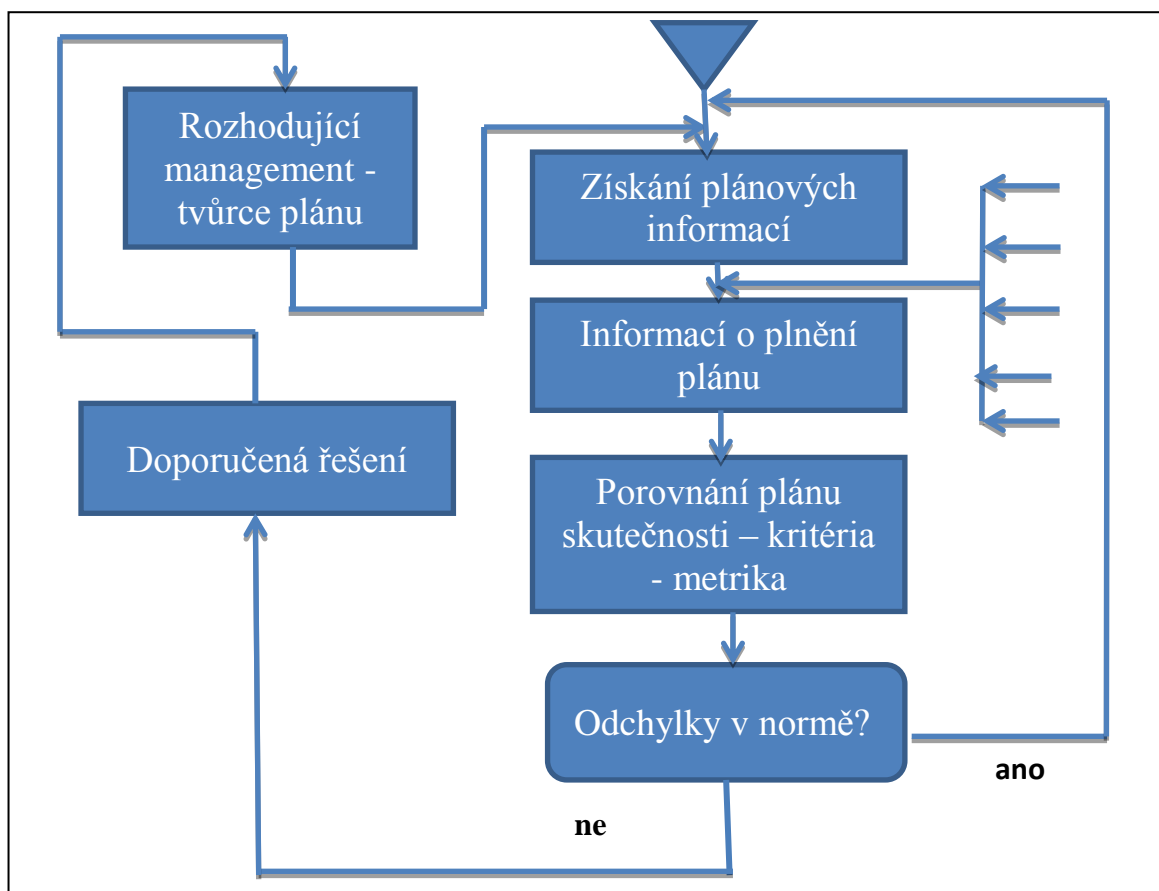 Rozhodující
management -
tvůrce plánu
Získání plánových
informací
Informací o plnění
plánu
Doporučená řešení
Porovnání plánu
skutečnosti – kritéria
- metrika
Odchylky v normě?
ano
ne